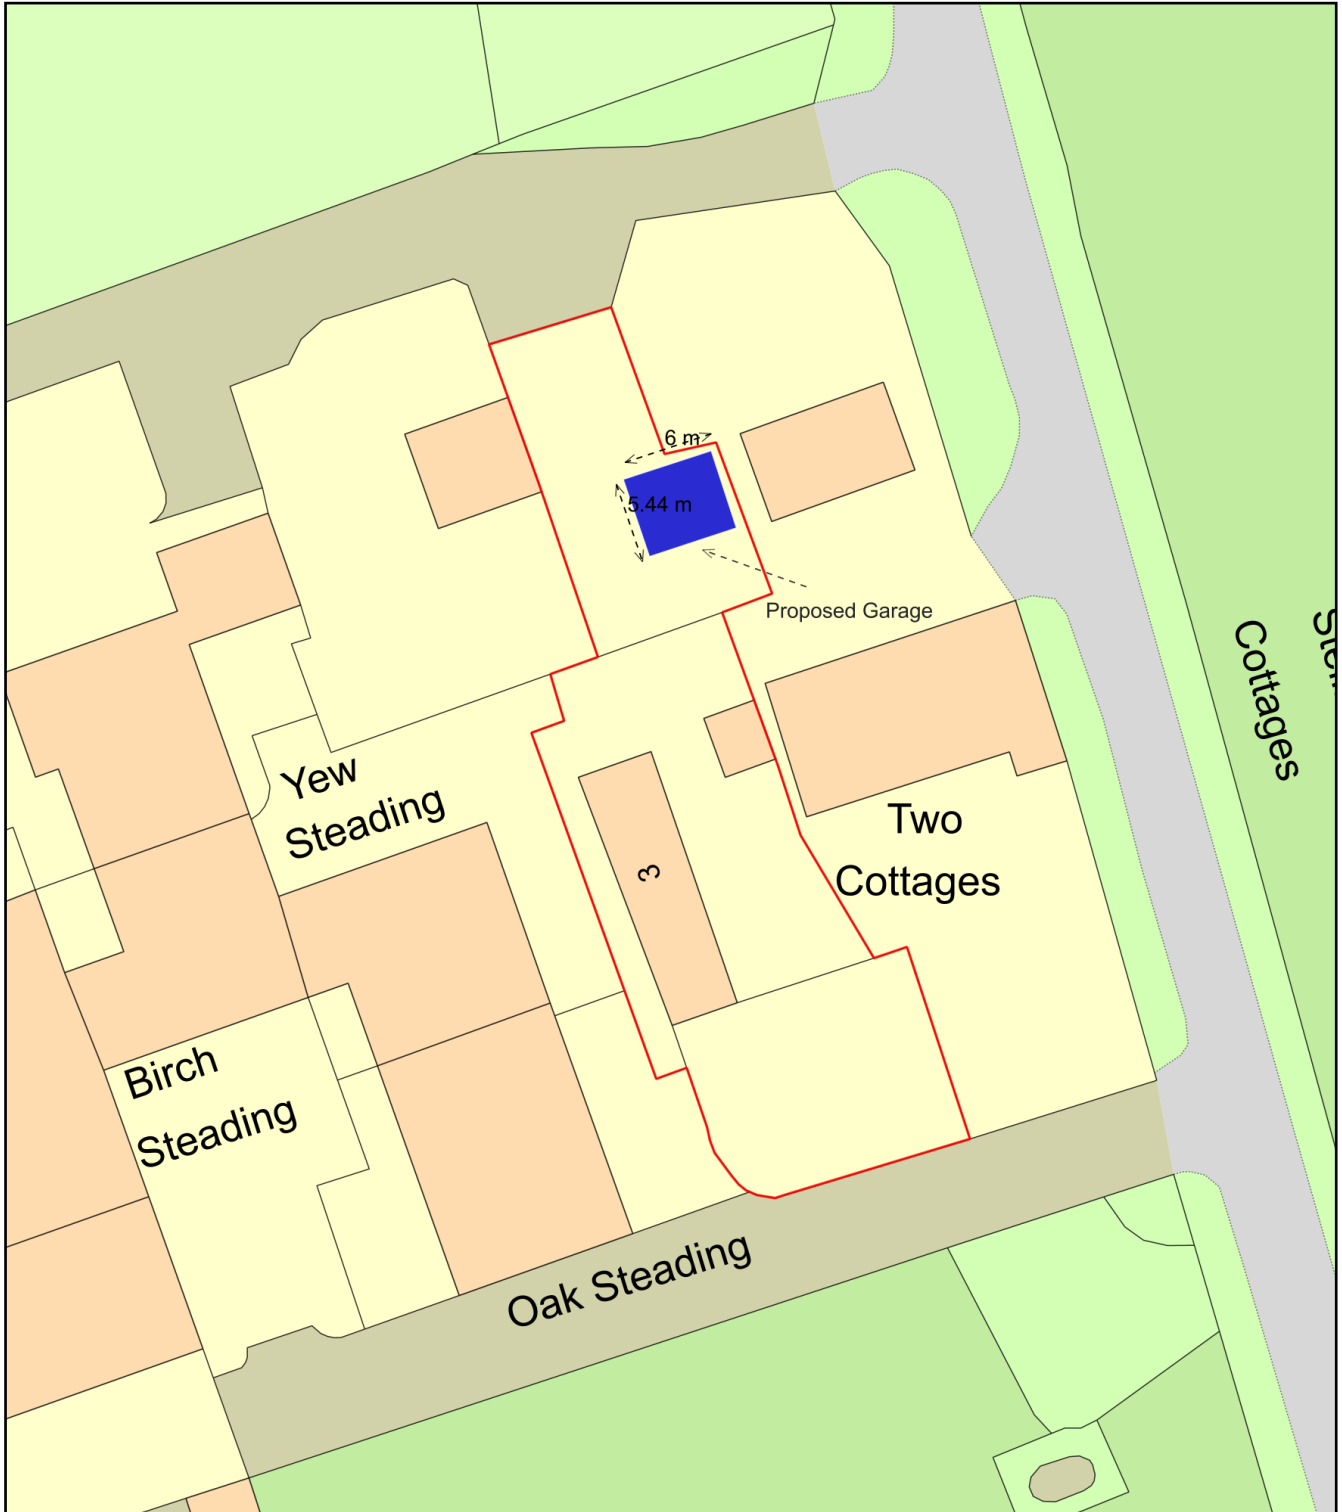 6 m
5.44 m
Proposed Garage
Cottages
Yew
Steading
3
Two
Cottages
Birch
Steading
Oak Steading